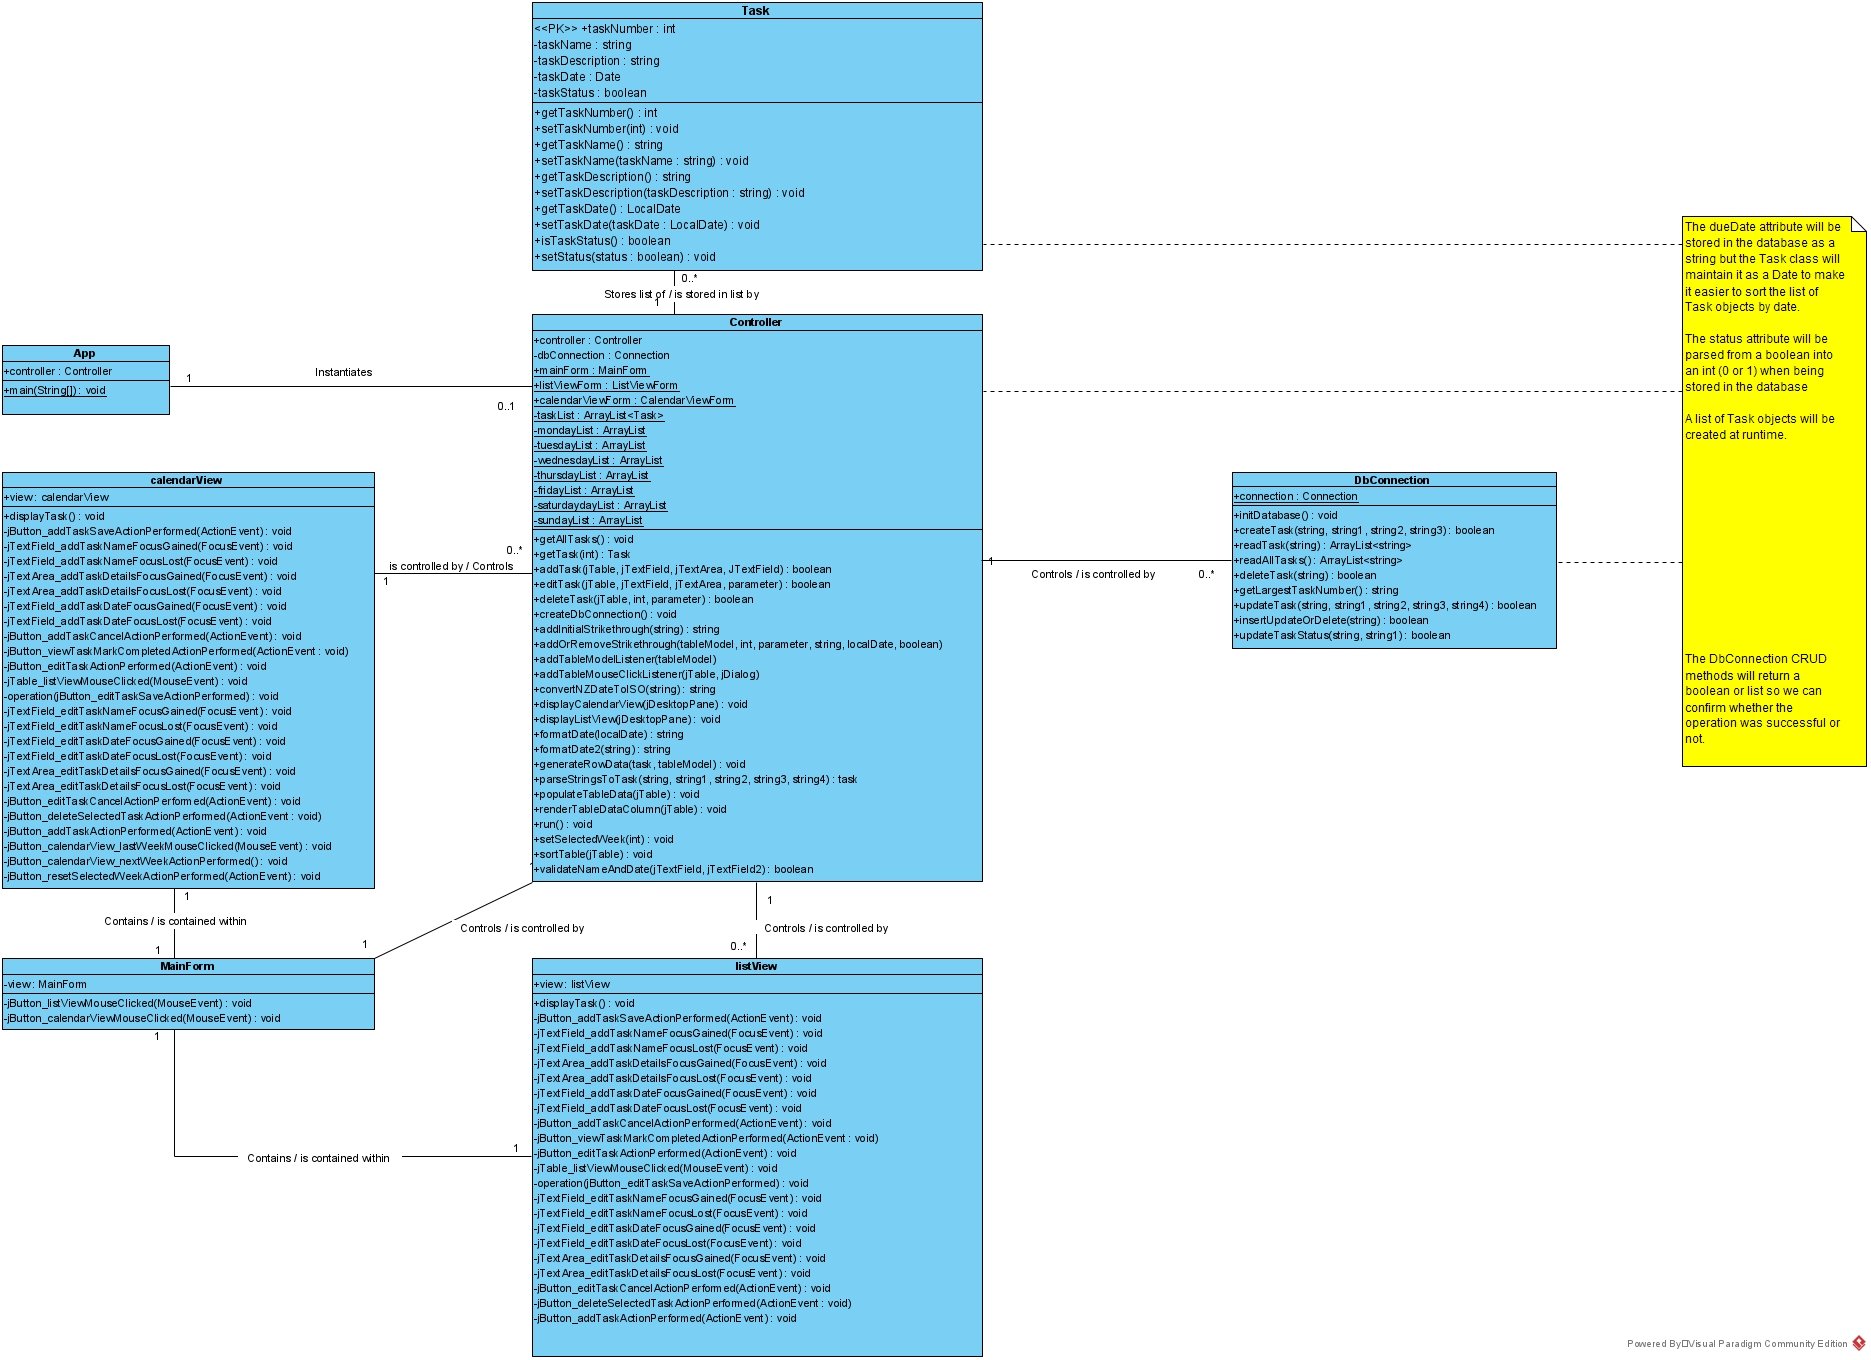 Task
<<PK>> +taskNumber : int
-taskName : string
-taskDescription : string
-taskDate : Date
-taskStatus : boolean
+getTaskNumber() : int
+setTaskNumber(int) : void
+getTaskName() : string
+setTaskName(taskName : string) : void
+getTaskDescription() : string
+setTaskDescription(taskDescription : string) : void
+getTaskDate() : LocalDate
+setTaskDate(taskDate : LocalDate) : void
+isTaskStatus() : boolean
+setStatus(status : boolean) : void
0..*
Stores list of / is stored in list by
1
Controller
+controller : Controller
-dbConnection : Connection
+mainForm : MainForm
+listViewForm : ListViewForm
+calendarViewForm : CalendarViewForm
-taskList : ArrayList<Task>
-mondayList : ArrayList
-tuesdayList : ArrayList
-wednesdayList : ArrayList
-thursdayList : ArrayList
-fridayList : ArrayList
-saturdaydayList : ArrayList
-sundayList : ArrayList
+getAllTasks() : void
+getTask(int) : Task
+addTask(jTable, jTextField, jTextArea, JTextField) : boolean
+editTask(jTable, jTextField, jTextArea, parameter) : boolean
+deleteTask(jTable, int, parameter) : boolean
+createDbConnection() : void
+addInitialStrikethrough(string) : string
+addOrRemoveStrikethrough(tableModel, int, parameter, string, localDate, boolean)
+addTableModelListener(tableModel)
+addTableMouseClickListener(jTable, jDialog)
+convertNZDateToISO(string) : string
+displayCalendarView(jDesktopPane) : void
+displayListView(jDesktopPane) : void
+formatDate(localDate) : string
+formatDate2(string) : string
+generateRowData(task, tableModel) : void
+parseStringsToTask(string, string1, string2, string3, string4) : task
+populateTableData(jTable) : void
+renderTableDataColumn(jTable) : void
+run() : void
+setSelectedWeek(int) : void
+sortTable(jTable) : void
+validateNameAndDate(jTextField, jTextField2) : boolean
App
+controller : Controller
+main(String[]) : void
1
Instantiates
0..1
calendarView
+view : calendarView
+displayTask() : void
-jButton_addTaskSaveActionPerformed(ActionEvent) : void
-jTextField_addTaskNameFocusGained(FocusEvent) : void
-jTextField_addTaskNameFocusLost(FocusEvent) : void
-jTextArea_addTaskDetailsFocusGained(FocusEvent) : void
-jTextArea_addTaskDetailsFocusLost(FocusEvent) : void
-jTextField_addTaskDateFocusGained(FocusEvent) : void
-jTextField_addTaskDateFocusLost(FocusEvent) : void
-jButton_addTaskCancelActionPerformed(ActionEvent) : void
-jButton_viewTaskMarkCompletedActionPerformed(ActionEvent : void)
-jButton_editTaskActionPerformed(ActionEvent) : void
-jTable_listViewMouseClicked(MouseEvent) : void
-operation(jButton_editTaskSaveActionPerformed) : void
-jTextField_editTaskNameFocusGained(FocusEvent) : void
-jTextField_editTaskNameFocusLost(FocusEvent) : void
-jTextField_editTaskDateFocusGained(FocusEvent) : void
-jTextField_editTaskDateFocusLost(FocusEvent) : void
-jTextArea_editTaskDetailsFocusGained(FocusEvent) : void
-jTextArea_editTaskDetailsFocusLost(FocusEvent) : void
-jButton_editTaskCancelActionPerformed(ActionEvent) : void
-jButton_deleteSelectedTaskActionPerformed(ActionEvent : void)
-jButton_addTaskActionPerformed(ActionEvent) : void
-jButton_calendarView_lastWeekMouseClicked(MouseEvent) : void
-jButton_calendarView_nextWeekActionPerformed() : void
-jButton_resetSelectedWeekActionPerformed(ActionEvent) : void
0..*
is controlled by / Controls
1
DbConnection
+connection : Connection
+initDatabase() : void
+createTask(string, string1, string2, string3) : boolean
+readTask(string) : ArrayList<string>
+readAllTasks() : ArrayList<string>
+deleteTask(string) : boolean
+getLargestTaskNumber() : string
+updateTask(string, string1, string2, string3, string4) : boolean
+insertUpdateOrDelete(string) : boolean
+updateTaskStatus(string, string1) : boolean
1
Controls / is controlled by
0..*
The dueDate attribute will be
stored in the database as a
string but the Task class will
maintain it as a Date to make
it easier to sort the list of
Task objects by date.
The status attribute will be
parsed from a boolean into
an int (0 or 1) when being
stored in the database
A list of Task objects will be
created at runtime.
The DbConnection CRUD
methods will return a
boolean or list so we can
confirm whether the
operation was successful or
not.
1
Contains / is contained within
1
1
Controls / is controlled by
1
1
Controls / is controlled by
0..*
MainForm
-view : MainForm
-jButton_listViewMouseClicked(MouseEvent) : void
-jButton_calendarViewMouseClicked(MouseEvent) : void
1
Contains / is contained within
1
listView
+view : listView
+displayTask() : void
-jButton_addTaskSaveActionPerformed(ActionEvent) : void
-jTextField_addTaskNameFocusGained(FocusEvent) : void
-jTextField_addTaskNameFocusLost(FocusEvent) : void
-jTextArea_addTaskDetailsFocusGained(FocusEvent) : void
-jTextArea_addTaskDetailsFocusLost(FocusEvent) : void
-jTextField_addTaskDateFocusGained(FocusEvent) : void
-jTextField_addTaskDateFocusLost(FocusEvent) : void
-jButton_addTaskCancelActionPerformed(ActionEvent) : void
-jButton_viewTaskMarkCompletedActionPerformed(ActionEvent : void)
-jButton_editTaskActionPerformed(ActionEvent) : void
-jTable_listViewMouseClicked(MouseEvent) : void
-operation(jButton_editTaskSaveActionPerformed) : void
-jTextField_editTaskNameFocusGained(FocusEvent) : void
-jTextField_editTaskNameFocusLost(FocusEvent) : void
-jTextField_editTaskDateFocusGained(FocusEvent) : void
-jTextField_editTaskDateFocusLost(FocusEvent) : void
-jTextArea_editTaskDetailsFocusGained(FocusEvent) : void
-jTextArea_editTaskDetailsFocusLost(FocusEvent) : void
-jButton_editTaskCancelActionPerformed(ActionEvent) : void
-jButton_deleteSelectedTaskActionPerformed(ActionEvent : void)
-jButton_addTaskActionPerformed(ActionEvent) : void
Powered By□Visual Paradigm Community Edition